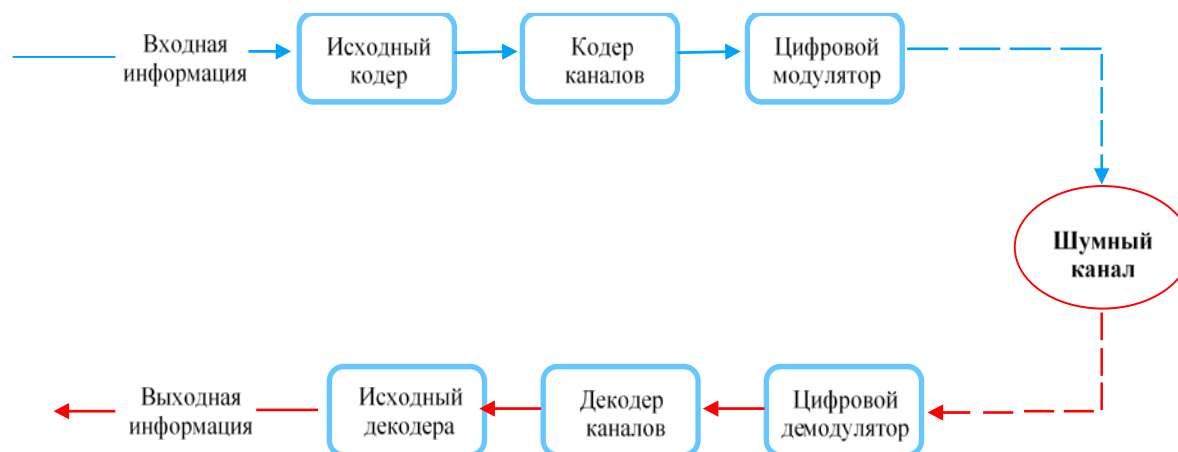 Входная
информация
Исходный
кодер
Кодер
каналов
Цифровой
модулятор
Шумный
канал
Выходная
информация
Исходный
декодера
Декодер
каналов
Цифровой
демодулятор